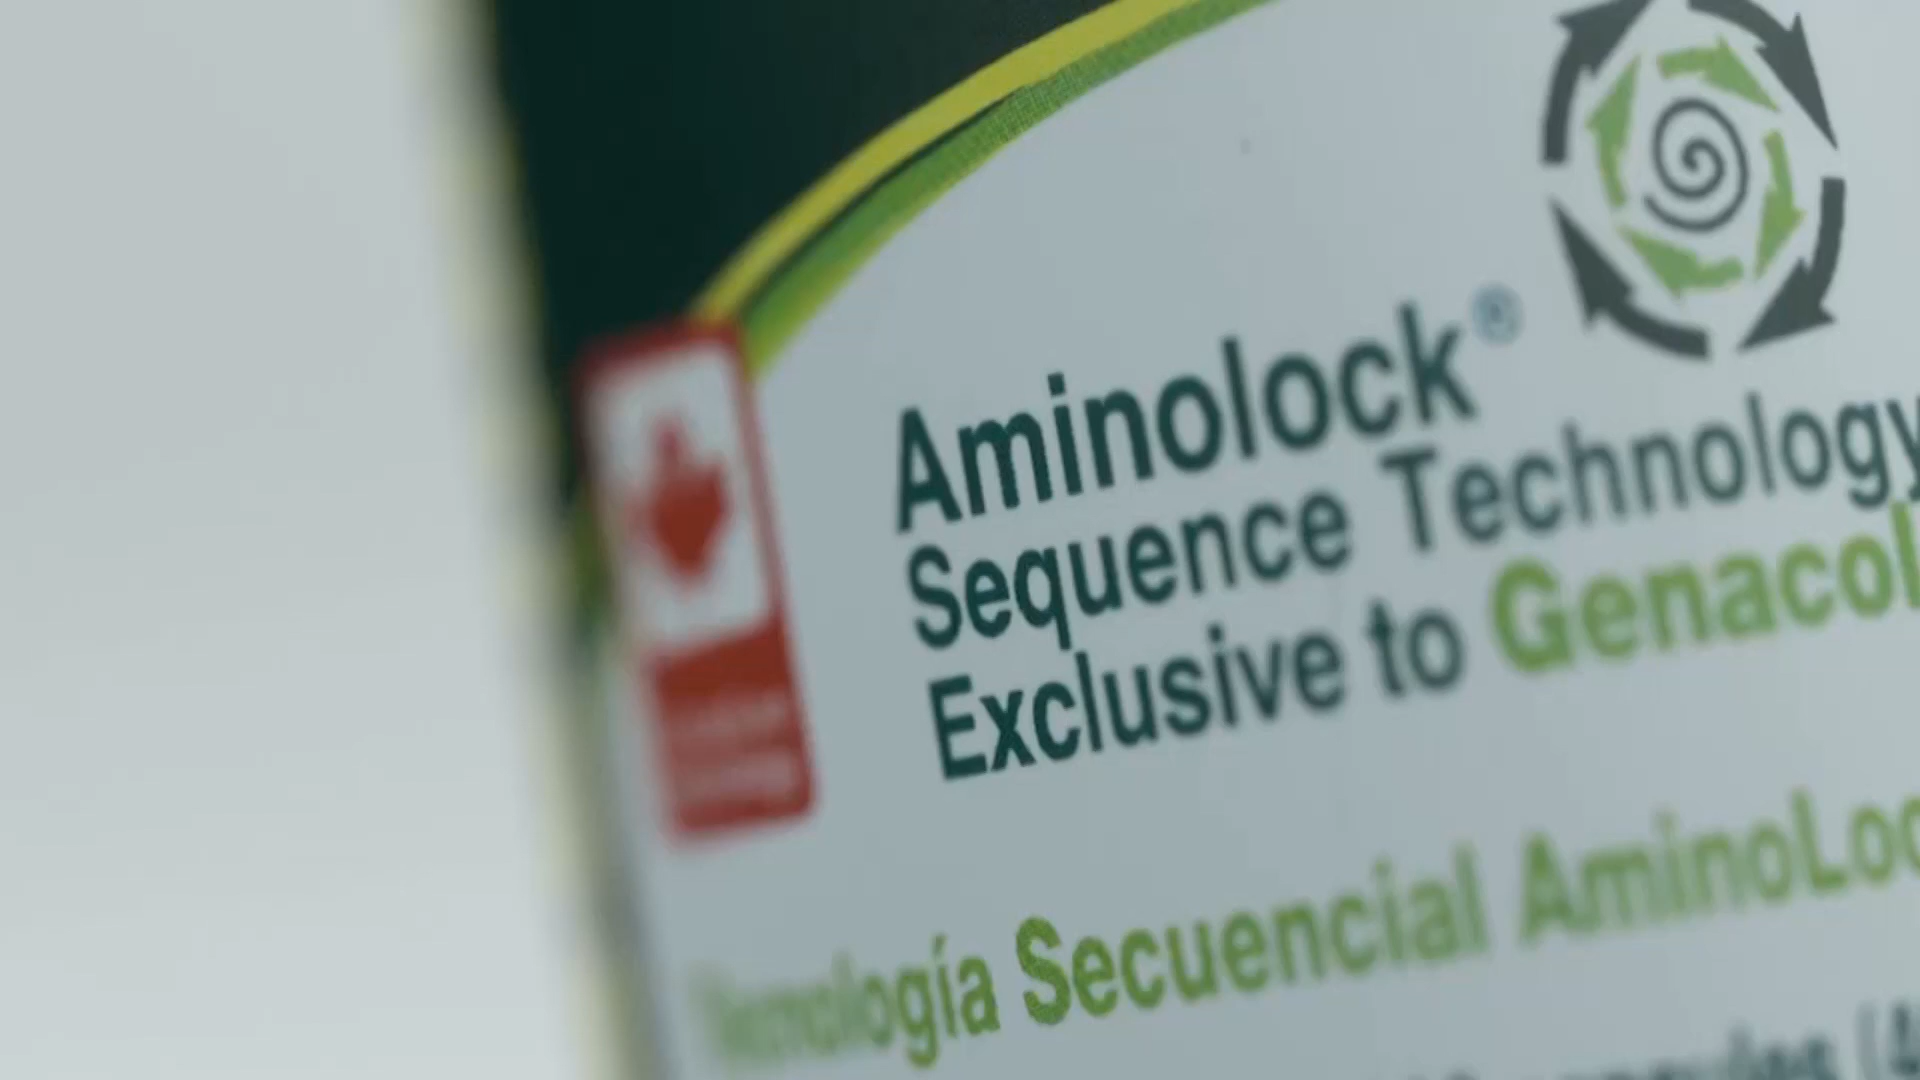 Aminolock®
Sequence Technology
Exclusive to Genacol
Tecnología Secuencial AminoLoc